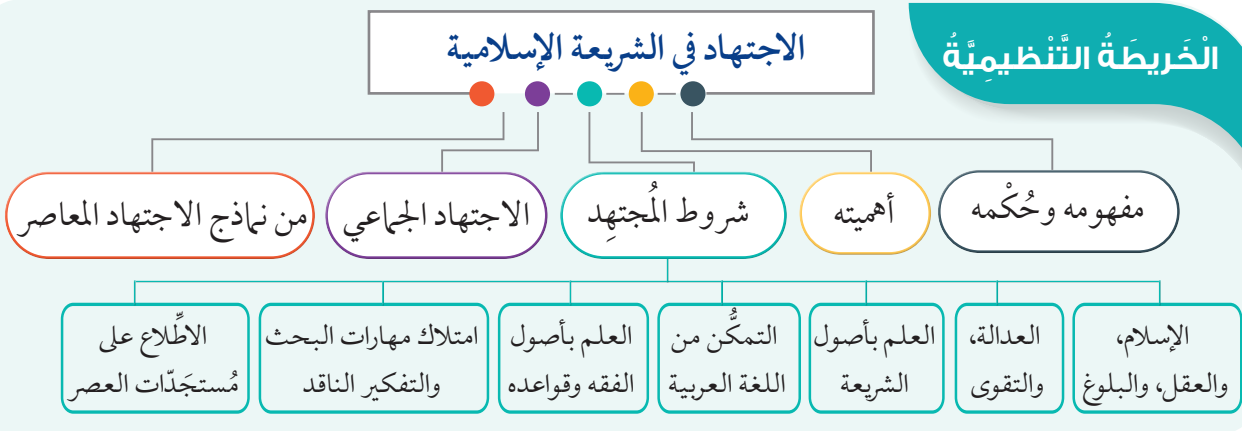 الْخَريطَةُ التَّنْظيمِيَّةُ
الاجتهاد في الشريعة الإسلامية
مفهومه وحُكْمه
أهميته
شروط المُجتهِد
الاجتهاد الجماعي
من نماذج الاجتهاد المعاصر
الإسلام،
والعقل، والبلوغ
العدالة،
والتقوى
العلم بأصول
الشريعة
التمكُّن من
اللغة العربية
العلم بأصول
الفقه وقواعده
امتلاك مهارات البحث
والتفكير الناقد
الاطِّلاع على
مُستجَدّات العصر